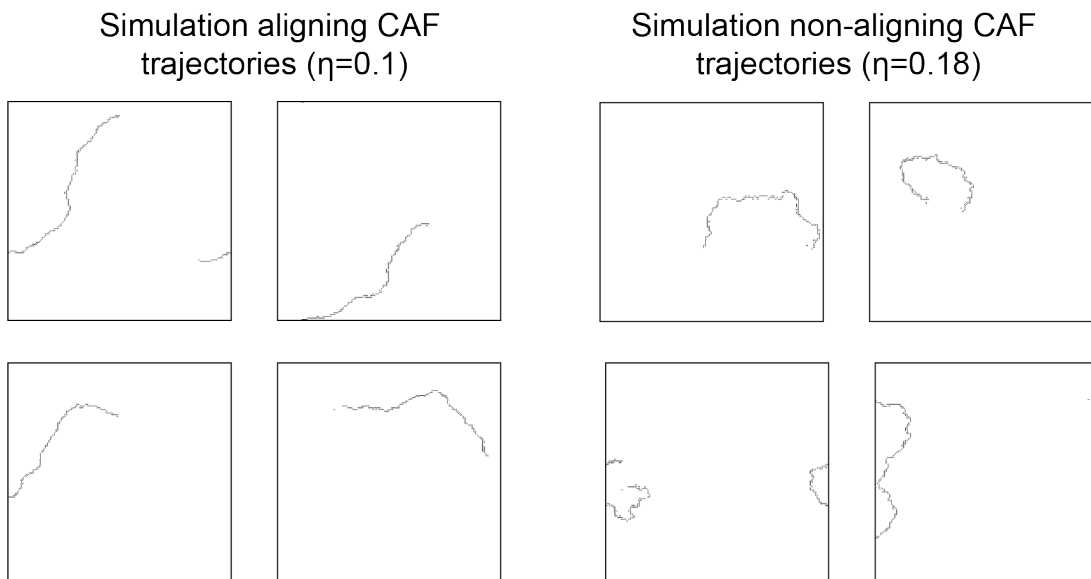 Simulation aligning CAF
trajectories (η=0.1)
Simulation non-aligning CAF
trajectories (η=0.18)